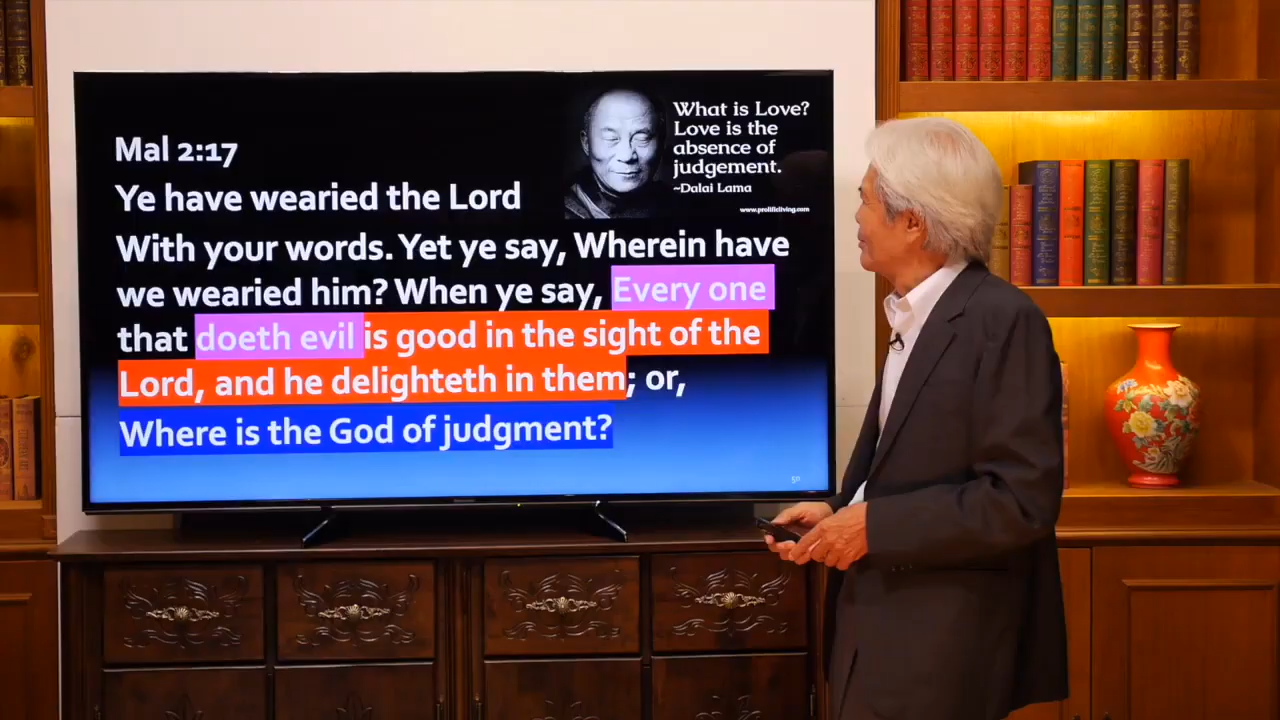 Mal 2:17
Ye have wearied the Lord
What is Love?
Love is the
absence of
judgement.
~Dalai Lama
www.prolificliving.com
With your words. Yet ye say, Wherein have
we wearied him? When ye say, Every one
that doeth evil is good in the sight of the
Lord, and he delighteth in them; or,
Where is the God of judgment?
50